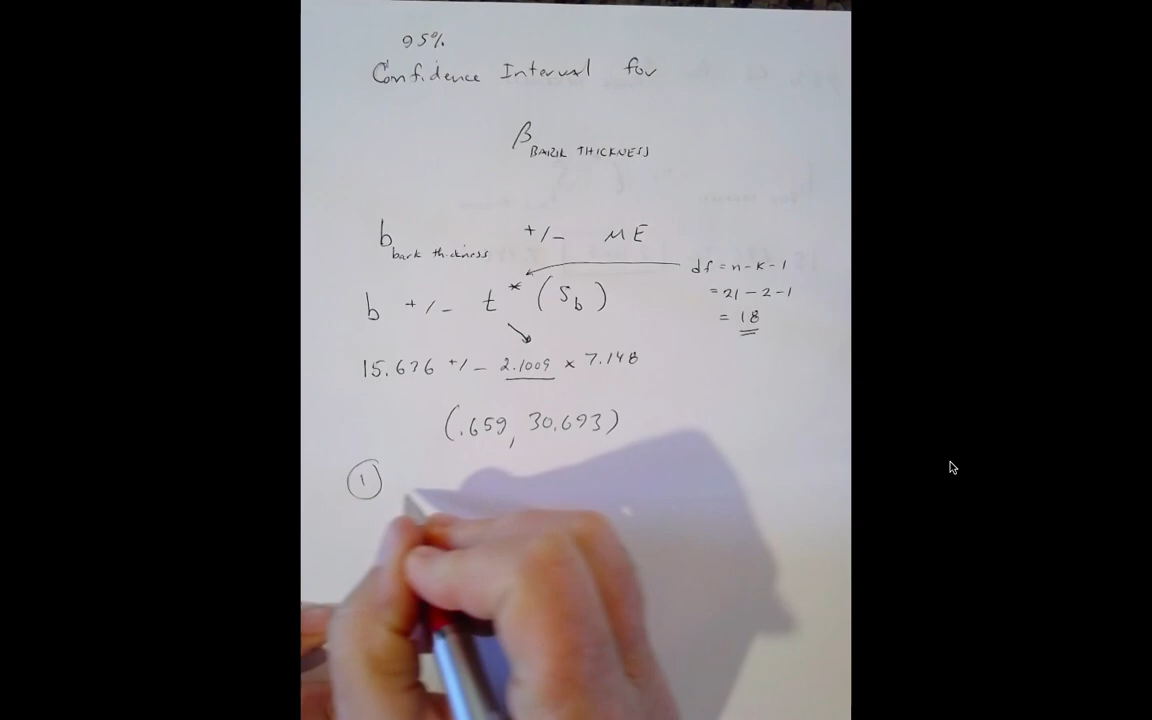 95%
Confidence Interval for
β BARK THICKNESS
b bark thickness +/- ME
df = n-k-1
b +/- t* (Sb)
= 21-2-1
= 18
15.676 +/- 2.1009 x 7.148
(.659, 30.693)
1